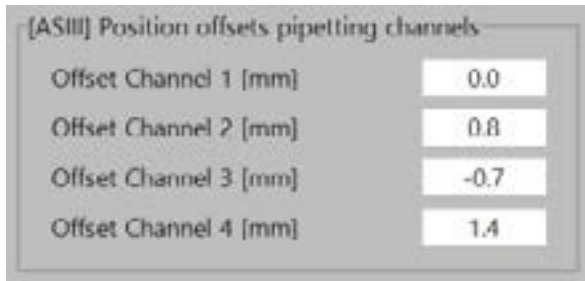 [ASIII] Position offsets pipetting channels
Offset Channel 1 [mm] 0.0
Offset Channel 2 [mm] 0.8
Offset Channel 3 [mm] -0.7
Offset Channel 4 [mm] 1.4